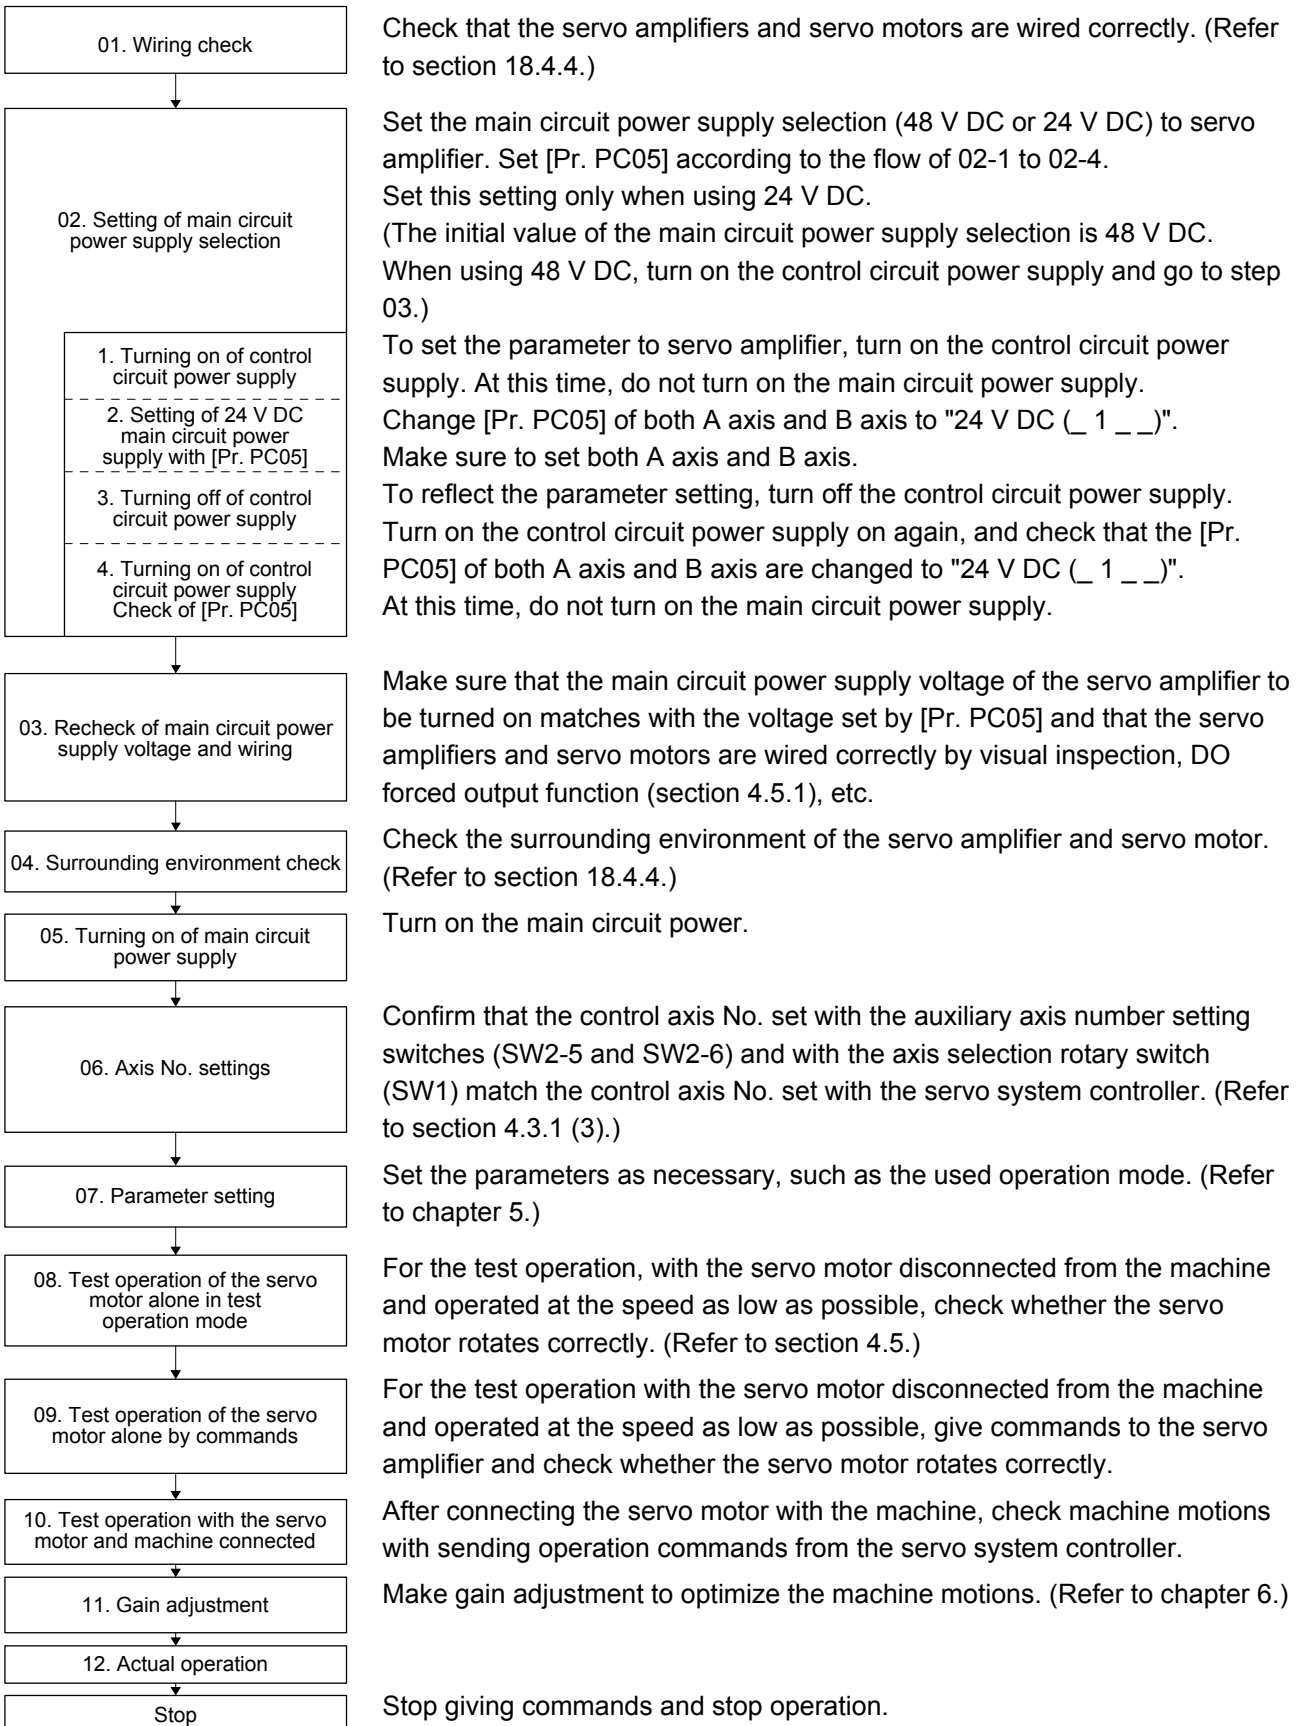 01. Wiring check
Check that the servo amplifiers and servo motors are wired correctly. (Refer
to section 18.4.4.)
02. Setting of main circuit
power supply selection
Set the main circuit power supply selection (48 V DC or 24 V DC) to servo
amplifier. Set [Pr. PC05] according to the flow of 02-1 to 02-4.
Set this setting only when using 24 V DC.
(The initial value of the main circuit power supply selection is 48 V DC.
When using 48 V DC, turn on the control circuit power supply and go to step
03.)
1. Turning on of control
circuit power supply
To set the parameter to servo amplifier, turn on the control circuit power
supply. At this time, do not turn on the main circuit power supply.
2. Setting of 24 V DC
main circuit power
supply with [Pr. PC05]
Change [Pr. PC05] of both A axis and B axis to "24 V DC (_ 1 _ _)".
Make sure to set both A axis and B axis.
3. Turning off of control
circuit power supply
To reflect the parameter setting, turn off the control circuit power supply.
4. Turning on of control
circuit power supply
Check of [Pr. PC05]
Turn on the control circuit power supply on again, and check that the [Pr.
PC05] of both A axis and B axis are changed to "24 V DC (_ 1 _ _)".
At this time, do not turn on the main circuit power supply.
03. Recheck of main circuit power
supply voltage and wiring
Make sure that the main circuit power supply voltage of the servo amplifier to
be turned on matches with the voltage set by [Pr. PC05] and that the servo
amplifiers and servo motors are wired correctly by visual inspection, DO
forced output function (section 4.5.1), etc.
04. Surrounding environment check
Check the surrounding environment of the servo amplifier and servo motor.
(Refer to section 18.4.4.)
05. Turning on of main circuit
power supply
Turn on the main circuit power.
06. Axis No. settings
Confirm that the control axis No. set with the auxiliary axis number setting
switches (SW2-5 and SW2-6) and with the axis selection rotary switch
(SW1) match the control axis No. set with the servo system controller. (Refer
to section 4.3.1 (3).)
07. Parameter setting
Set the parameters as necessary, such as the used operation mode. (Refer
to chapter 5.)
08. Test operation of the servo
motor alone in test
operation mode
For the test operation, with the servo motor disconnected from the machine
and operated at the speed as low as possible, check whether the servo
motor rotates correctly. (Refer to section 4.5.)
09. Test operation of the servo
motor alone by commands
For the test operation with the servo motor disconnected from the machine
and operated at the speed as low as possible, give commands to the servo
amplifier and check whether the servo motor rotates correctly.
10. Test operation with the servo
motor and machine connected
After connecting the servo motor with the machine, check machine motions
with sending operation commands from the servo system controller.
11. Gain adjustment
Make gain adjustment to optimize the machine motions. (Refer to chapter 6.)
12. Actual operation
Stop
Stop giving commands and stop operation.